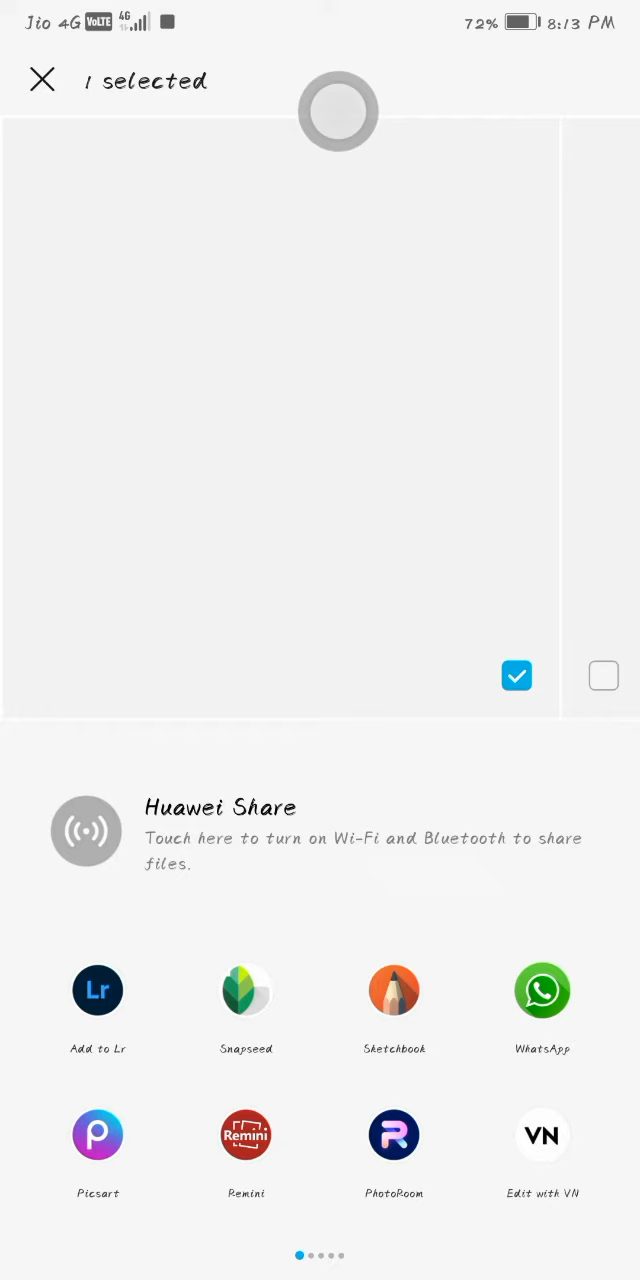 Jio 4G VoLTE 4G 72% 8:13 PM
1 selected
Huawei Share
Touch here to turn on Wi-Fi and Bluetooth to share
files.
Lr
Add to Lr Snapseed Sketchbook WhatsApp
Remini VN
Picsart Remini PhotoRoom Edit with VN